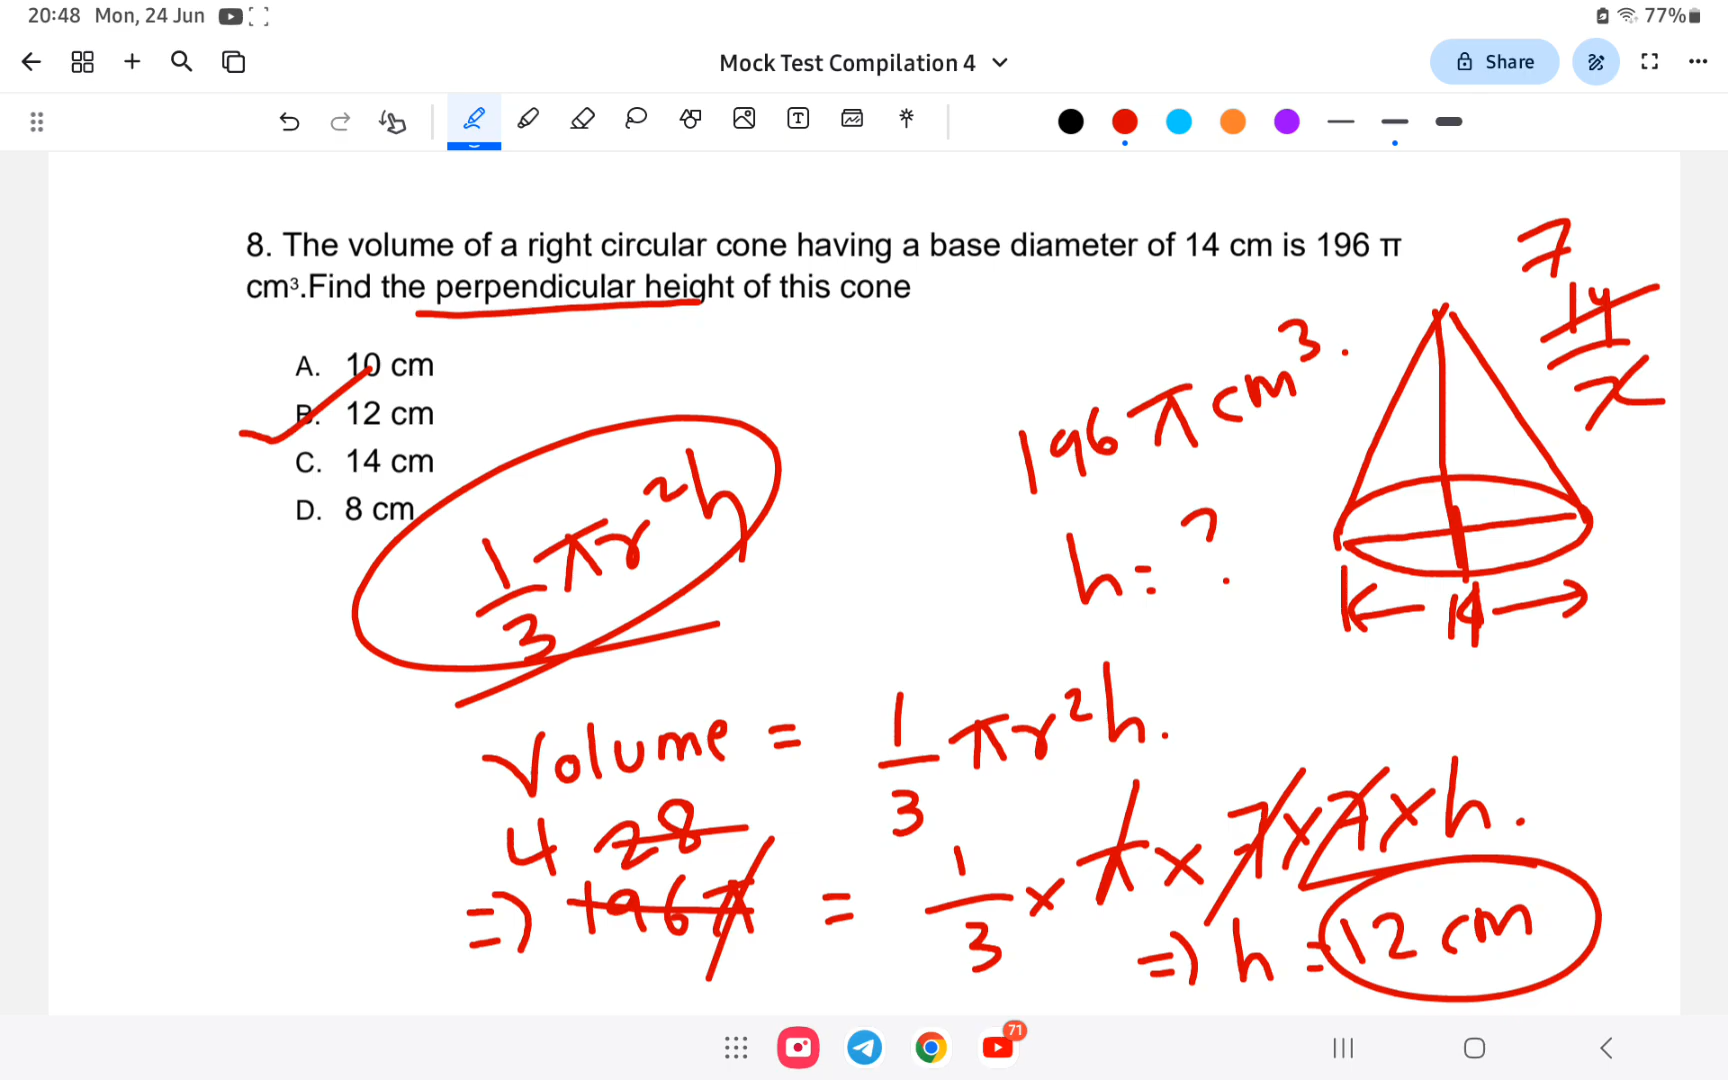 20:48 Mon, 24 Jun
77%
Mock Test Compilation 4
Share
8. The volume of a right circular cone having a base diameter of 14 cm is 196 π
cm³.Find the perpendicular height of this cone
A. 10 cm
B. 12 cm
C. 14 cm
D. 8 cm
7
14
2
196 π cm³.
h = ?
14
1/3 πr²h
Volume = 1/3 πr²h.
4 28
=> 196π = 1/3 × π × 7 × 7 × h.
=> h = 12 cm
71